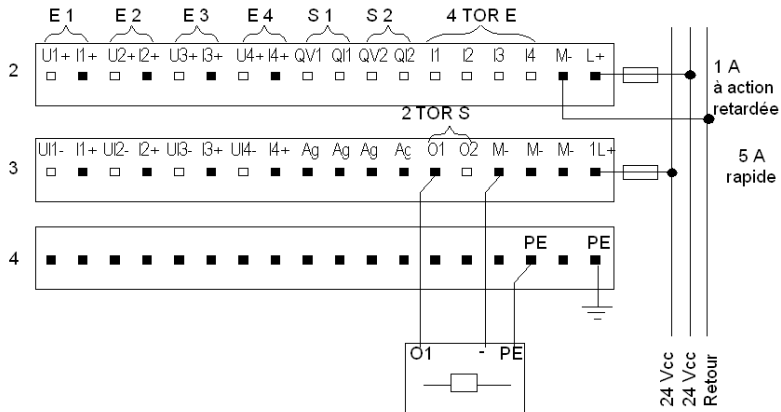 E 1 E 2 E 3 E 4 S 1 S 2 4 TOR E
U1+ I1+ U2+ I2+ U3+ I3+ U4+ I4+ QV1 QI1 QV2 QI2 I1 I2 I3 I4 M- L+
2
1 A
à action
retardée
2 TOR S
UI1- I1+ UI2- I2+ UI3- I3+ UI4- I4+ Ag Ag Ag Ag O1 O2 M- M- M- 1L+
3
5 A
rapide
PE PE
4
O1 - PE
24 Vcc
24 Vcc
Retour